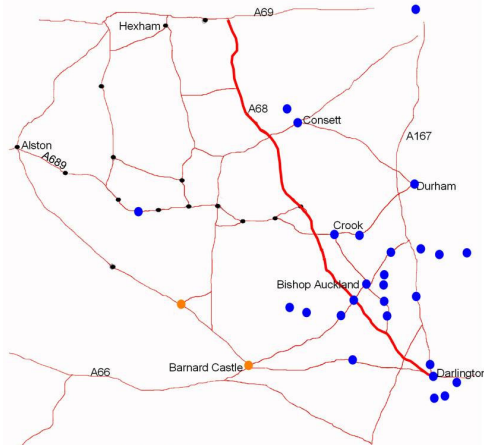 A69
Hexham
A68
Consett
A167
Alston
A689
Durham
Crook
Bishop Auckland
Barnard Castle
A66
Darlington